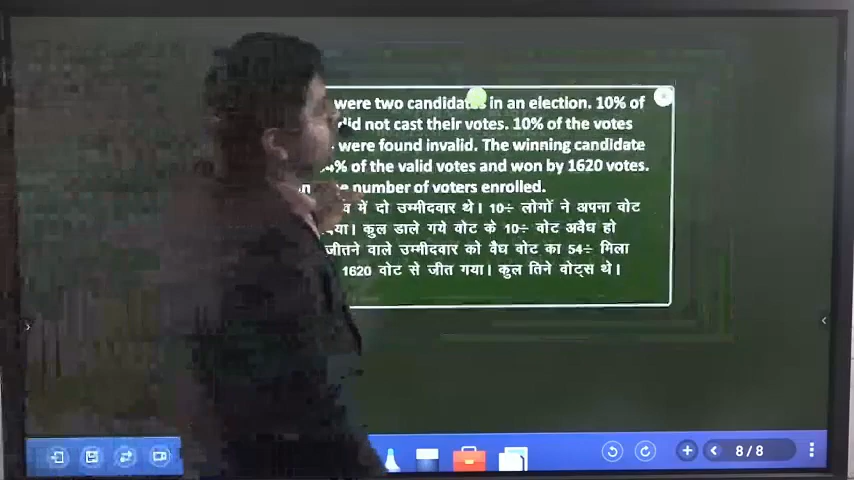 were two candidates in an election. 10% of
did not cast their votes. 10% of the votes
were found invalid. The winning candidate
4% of the valid votes and won by 1620 votes.
number of voters enrolled.
में दो उम्मीदवार थे। 10÷ लोगों ने अपना वोट
कुल डाले गये वोट के 10÷ वोट अवैध हो
जीतने वाले उम्मीदवार को वैध वोट का 54÷ मिला
1620 वोट से जीत गया। कुल तिने वोट्स थे।
8/8